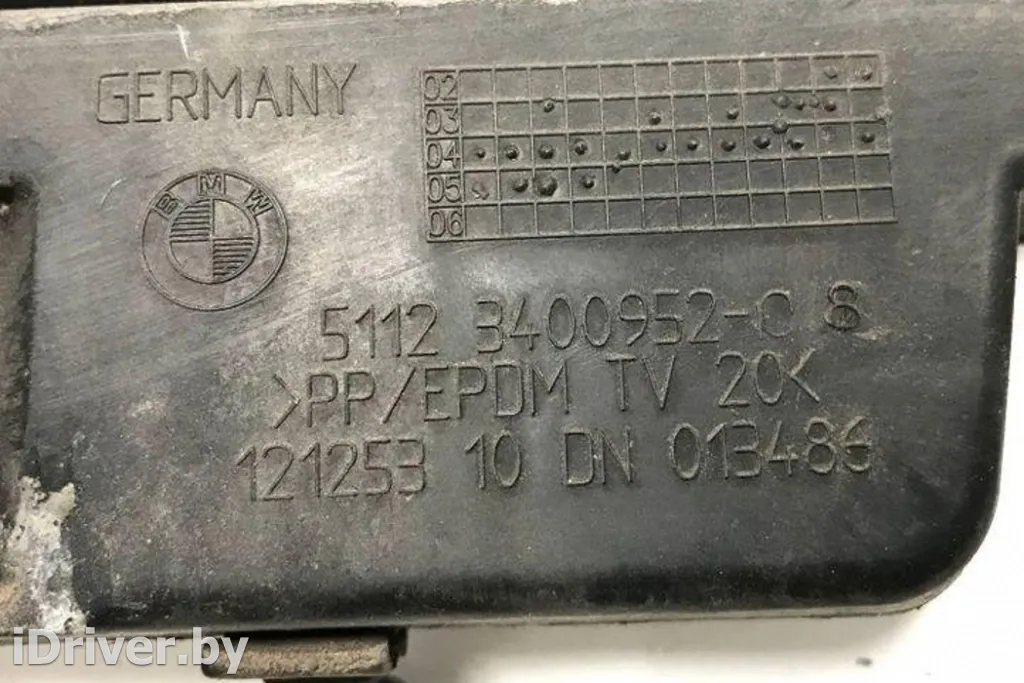 GERMANY
02
03
04
05
06
BMW
5112 3400952-0 8
>PP/EPDM TV 20<
121253 10 DN 013486
iDriver.by